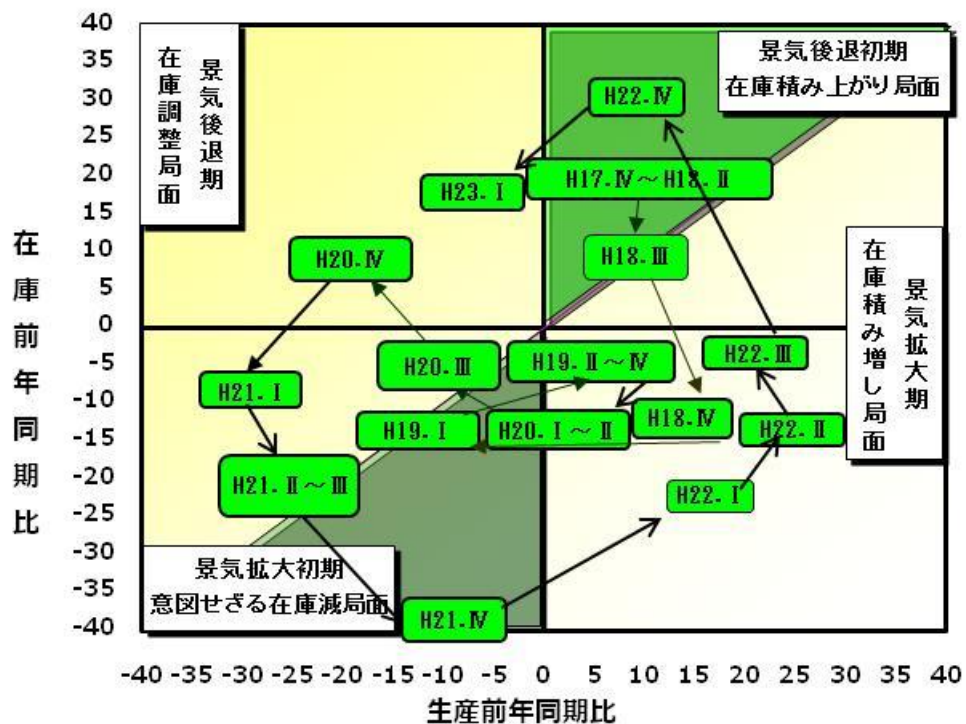 40
35
30
25
20
15
10
5
0
-5
-10
-15
-20
-25
-30
-35
-40
在庫前年同期比
景気後退期
在庫調整局面
景気後退初期
在庫積み上がり局面
H22.Ⅳ
H23.Ⅰ
H17.Ⅳ～H18.Ⅱ
H20.Ⅳ
H18.Ⅲ
景気拡大期
在庫積み増し局面
H20.Ⅲ
H19.Ⅱ～Ⅳ
H22.Ⅲ
H21.Ⅰ
H19.Ⅰ
H20.Ⅰ～Ⅱ
H18.Ⅳ
H22.Ⅱ
H21.Ⅱ～Ⅲ
H22.Ⅰ
景気拡大初期
意図せざる在庫減局面
H21.Ⅳ
-40 -35 -30 -25 -20 -15 -10 -5 0 5 10 15 20 25 30 35 40
生産前年同期比